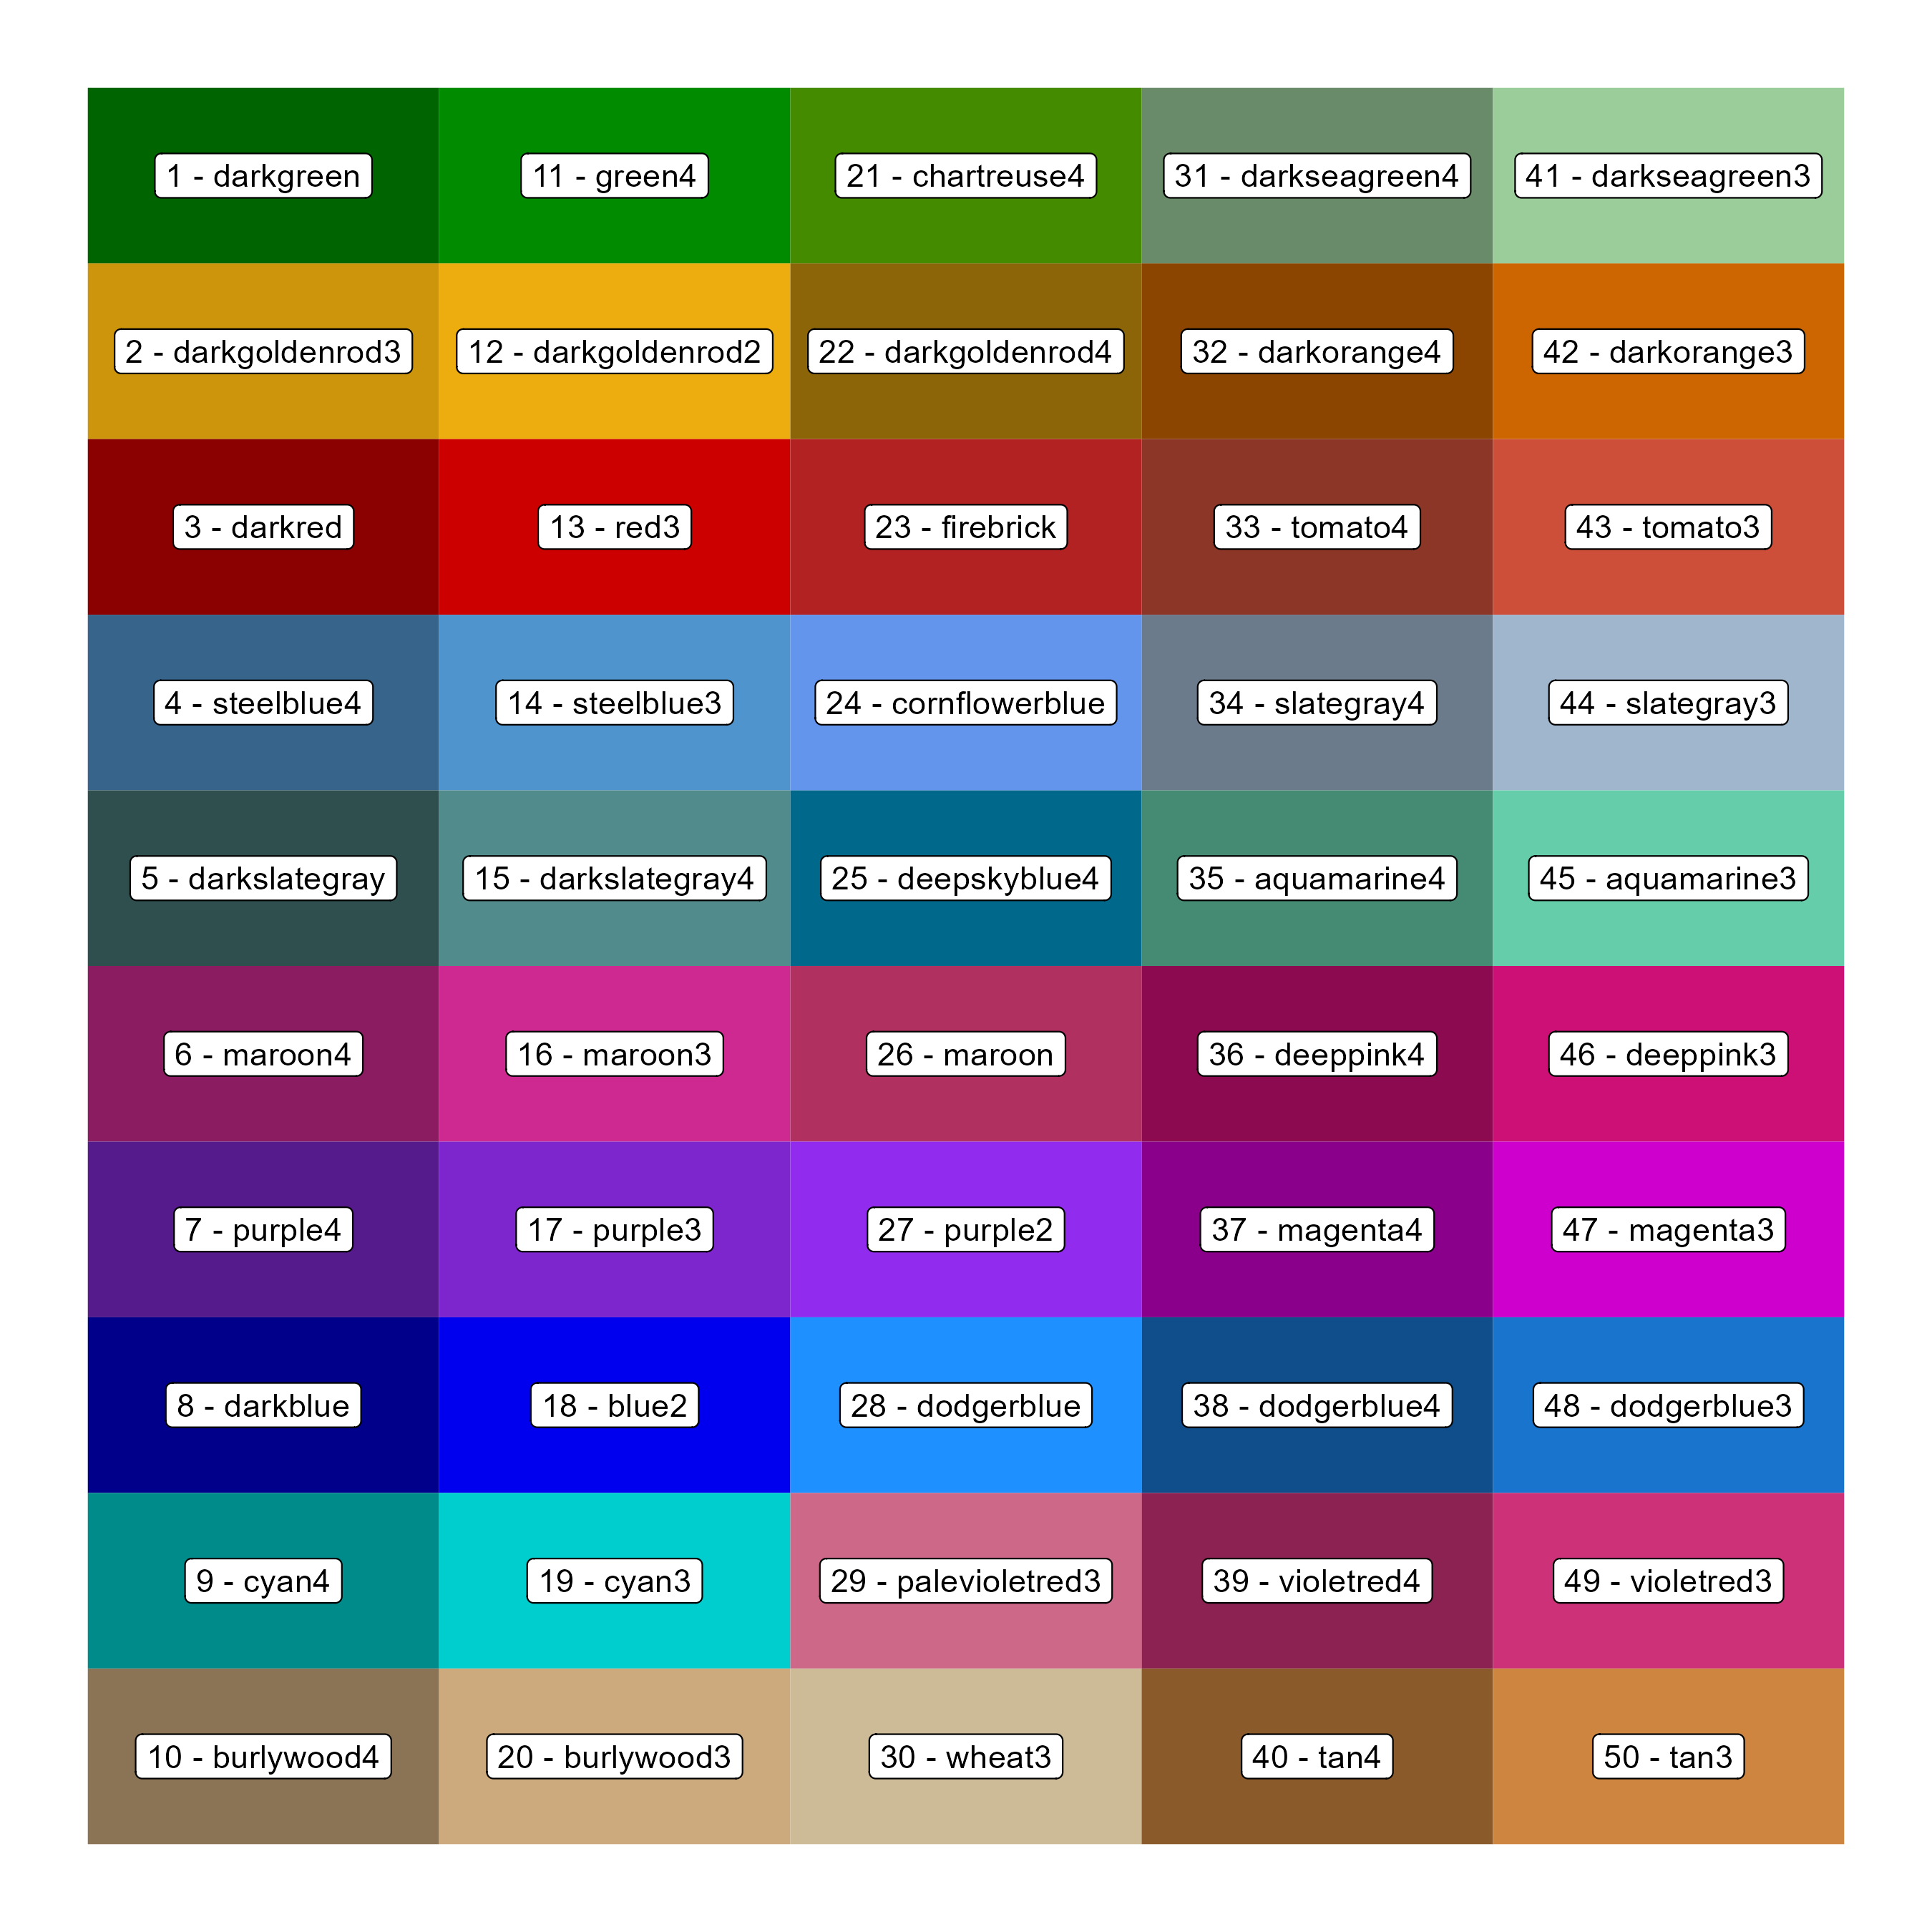 1 - darkgreen
11 - green4
21 - chartreuse4
31 - darkseagreen4
41 - darkseagreen3
2 - darkgoldenrod3
12 - darkgoldenrod2
22 - darkgoldenrod4
32 - darkorange4
42 - darkorange3
3 - darkred
13 - red3
23 - firebrick
33 - tomato4
43 - tomato3
4 - steelblue4
14 - steelblue3
24 - cornflowerblue
34 - slategray4
44 - slategray3
5 - darkslategray
15 - darkslategray4
25 - deepskyblue4
35 - aquamarine4
45 - aquamarine3
6 - maroon4
16 - maroon3
26 - maroon
36 - deeppink4
46 - deeppink3
7 - purple4
17 - purple3
27 - purple2
37 - magenta4
47 - magenta3
8 - darkblue
18 - blue2
28 - dodgerblue
38 - dodgerblue4
48 - dodgerblue3
9 - cyan4
19 - cyan3
29 - palevioletred3
39 - violetred4
49 - violetred3
10 - burlywood4
20 - burlywood3
30 - wheat3
40 - tan4
50 - tan3